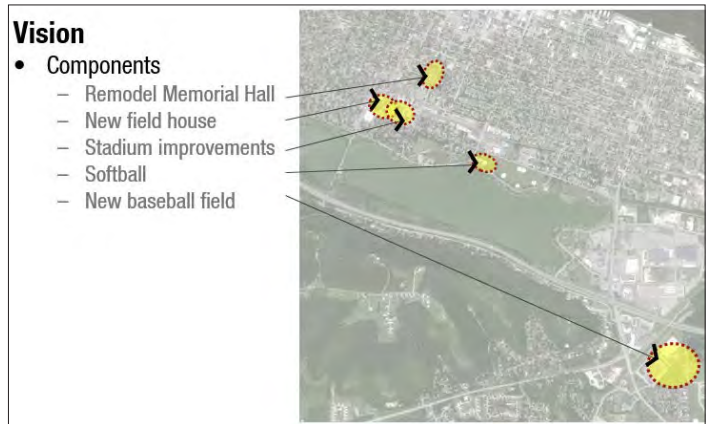 Vision
• Components
– Remodel Memorial Hall
– New field house
– Stadium improvements
– Softball
– New baseball field